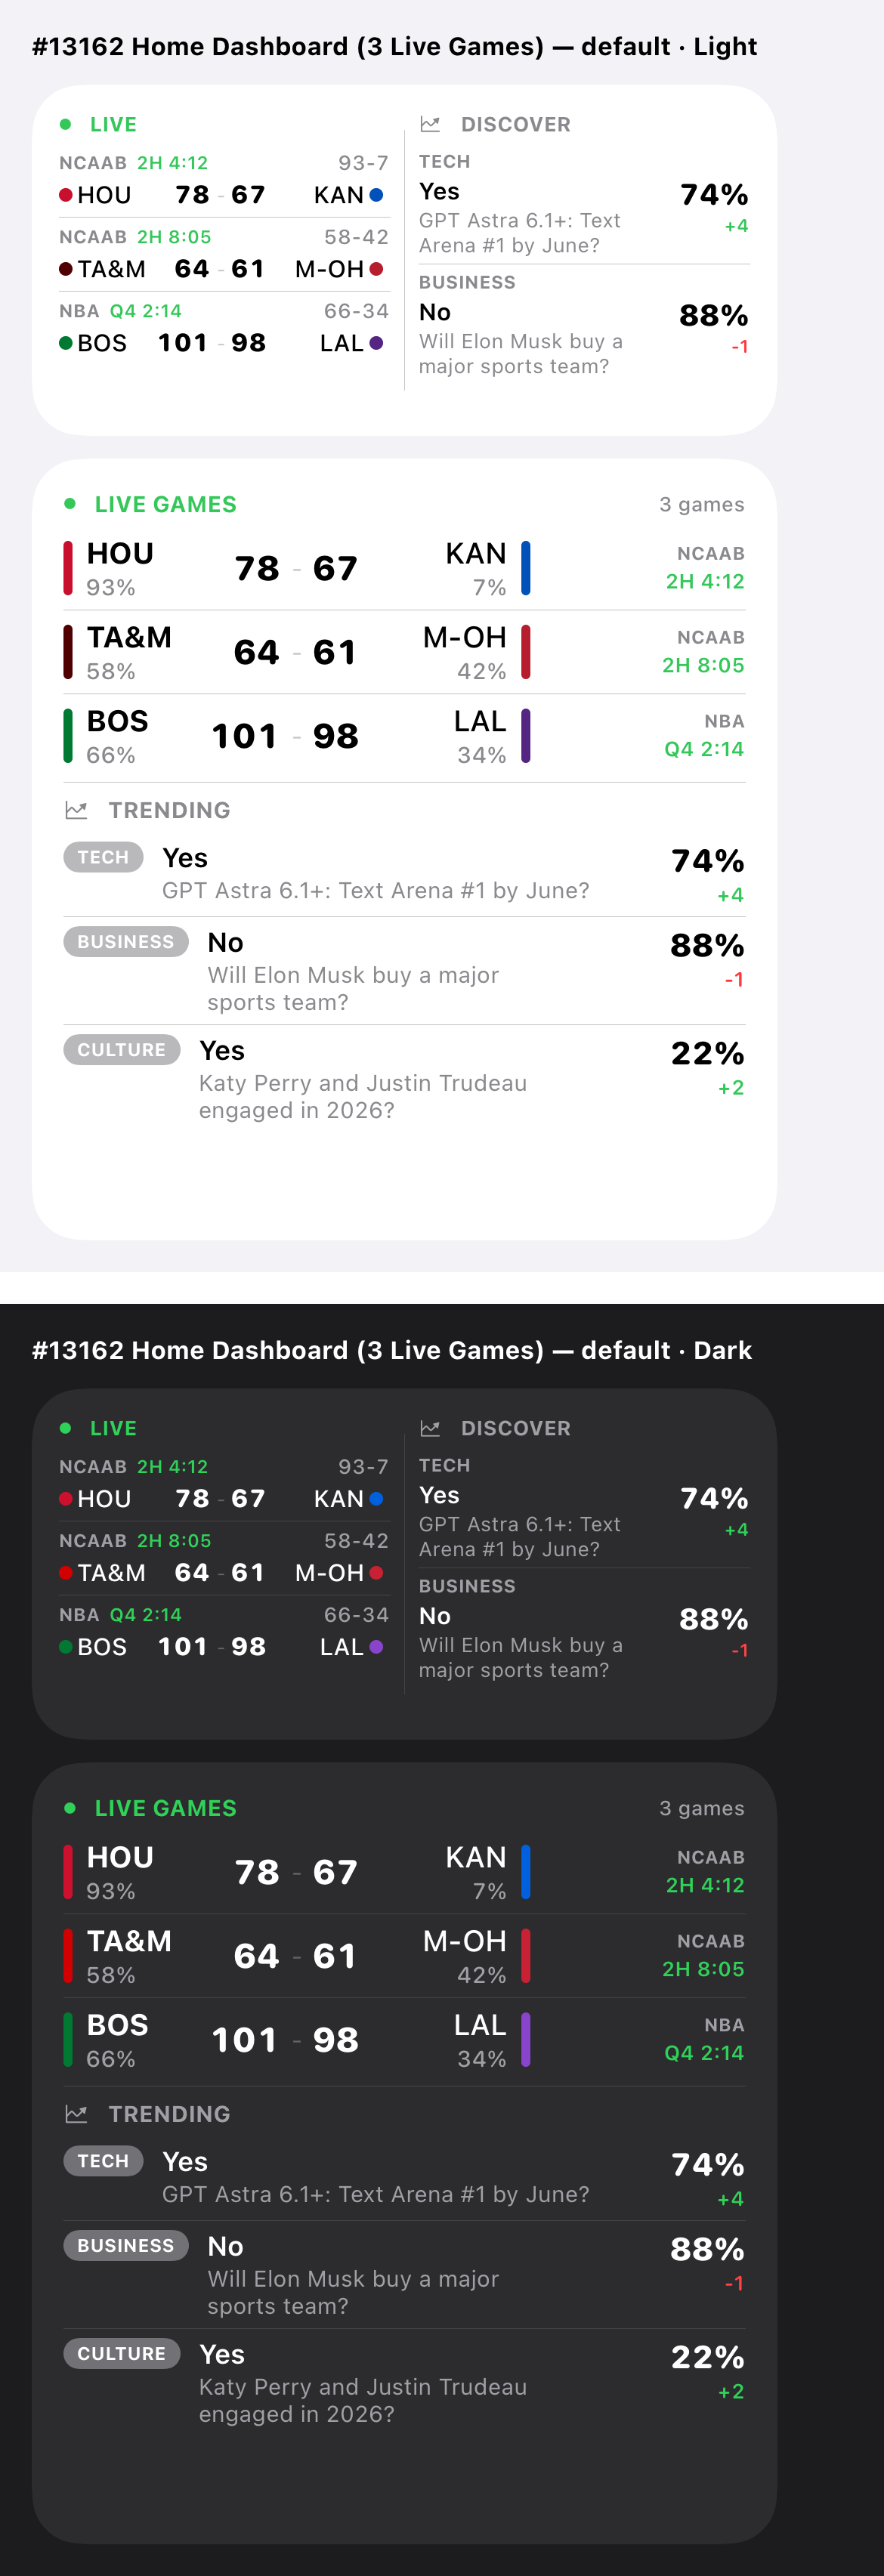 #13162 Home Dashboard (3 Live Games) — default · Light
LIVE
NCAAB 2H 4:12 93-7
HOU 78 - 67 KAN
NCAAB 2H 8:05 58-42
TA&M 64 - 61 M-OH
NBA Q4 2:14 66-34
BOS 101 - 98 LAL
DISCOVER
TECH
Yes 74%
GPT Astra 6.1+: Text +4
Arena #1 by June?
BUSINESS
No 88%
Will Elon Musk buy a -1
major sports team?
LIVE GAMES 3 games
HOU 78 - 67 KAN NCAAB
93% 7% 2H 4:12
TA&M 64 - 61 M-OH NCAAB
58% 42% 2H 8:05
BOS 101 - 98 LAL NBA
66% 34% Q4 2:14
TRENDING
TECH Yes 74%
GPT Astra 6.1+: Text Arena #1 by June? +4
BUSINESS No 88%
Will Elon Musk buy a major -1
sports team?
CULTURE Yes 22%
Katy Perry and Justin Trudeau +2
engaged in 2026?
#13162 Home Dashboard (3 Live Games) — default · Dark
LIVE
NCAAB 2H 4:12 93-7
HOU 78 - 67 KAN
NCAAB 2H 8:05 58-42
TA&M 64 - 61 M-OH
NBA Q4 2:14 66-34
BOS 101 - 98 LAL
DISCOVER
TECH
Yes 74%
GPT Astra 6.1+: Text +4
Arena #1 by June?
BUSINESS
No 88%
Will Elon Musk buy a -1
major sports team?
LIVE GAMES 3 games
HOU 78 - 67 KAN NCAAB
93% 7% 2H 4:12
TA&M 64 - 61 M-OH NCAAB
58% 42% 2H 8:05
BOS 101 - 98 LAL NBA
66% 34% Q4 2:14
TRENDING
TECH Yes 74%
GPT Astra 6.1+: Text Arena #1 by June? +4
BUSINESS No 88%
Will Elon Musk buy a major -1
sports team?
CULTURE Yes 22%
Katy Perry and Justin Trudeau +2
engaged in 2026?